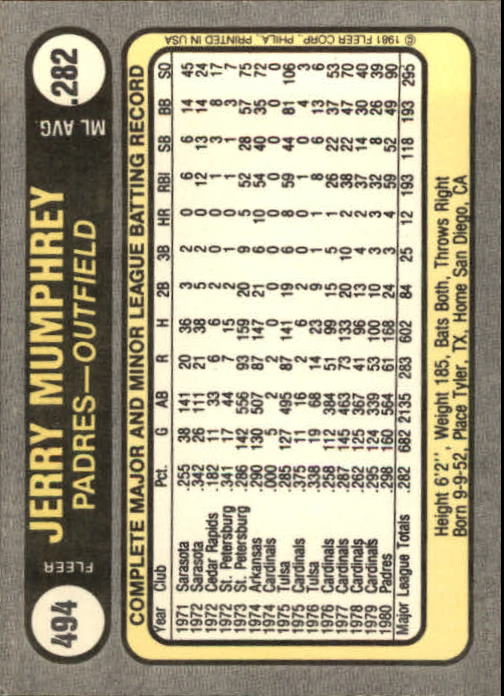 494
FLEER
JERRY MUMPHREY
PADRES—OUTFIELD
ML AVG.
.282
COMPLETE MAJOR AND MINOR LEAGUE BATTING RECORD
Year Club Pct. G AB R H 2B 3B HR RBI SB BB SO
1971 Sarasota .255 38 141 20 36 3 2 0 6 6 14 45
1972 Sarasota .342 26 111 21 38 5 2 0 12 13 14 24
1972 Cedar Rapids .182 11 33 6 6 2 0 0 1 3 8 17
1972 St. Petersburg .341 17 44 7 15 2 1 0 1 1 3 7
1973 St. Petersburg .286 142 556 93 159 20 9 5 52 28 57 75
1974 Arkansas .290 130 507 87 147 21 6 10 54 40 35 72
1974 Cardinals .000 5 2 2 0 0 0 0 0 0 0 0
1975 Tulsa .285 127 495 87 141 19 6 8 59 44 81 106
1975 Cardinals .375 11 16 2 6 2 0 0 1 0 4 3
1976 Tulsa .338 19 68 14 23 9 1 0 8 6 13 6
1976 Cardinals .258 112 384 51 99 15 5 1 26 22 37 53
1977 Cardinals .287 145 463 73 133 20 10 2 38 22 47 70
1978 Cardinals .262 125 367 41 96 13 4 2 37 14 30 40
1979 Cardinals .295 124 339 53 100 10 3 3 32 8 26 39
1980 Padres .298 160 564 61 168 24 3 4 59 52 49 90
Major League Totals .282 682 2135 283 602 84 25 12 193 118 193 295
Height 6'2'', Weight 185, Bats Both, Throws Right
Born 9-9-52, Place Tyler, TX, Home San Diego, CA
© 1981 FLEER CORP., PHILA., PRINTED IN USA